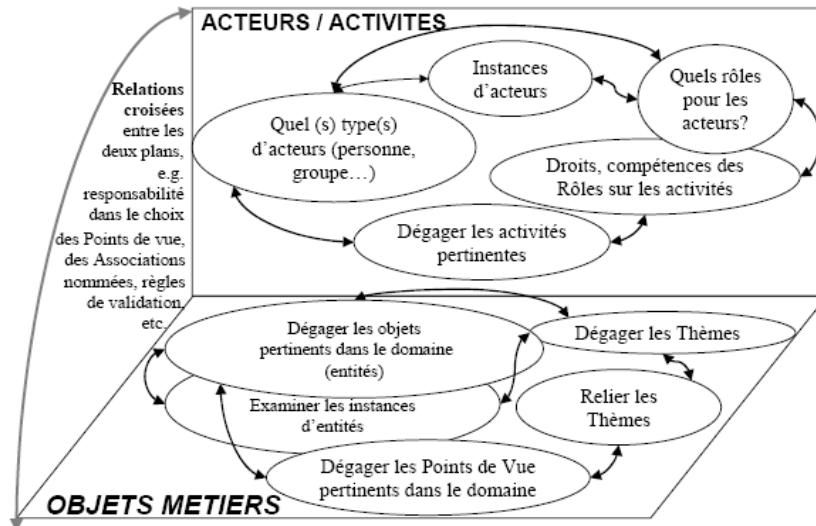 ACTEURS / ACTIVITES
Relations
croisées
entre les
deux plans,
e.g.
responsabilité
dans le choix
des Points de vue,
des Associations
nommées, règles
de validation,
etc.
Instances
d’acteurs
Quels rôles
pour les
acteurs?
Quel (s) type(s)
d’acteurs (personne,
groupe…)
Droits, compétences des
Rôles sur les activités
Dégager les activités
pertinentes
Dégager les objets
pertinents dans le domaine
(entités)
Dégager les Thèmes
Examiner les instances
d’entités
Relier les
Thèmes
Dégager les Points de Vue
pertinents dans le domaine
OBJETS METIERS